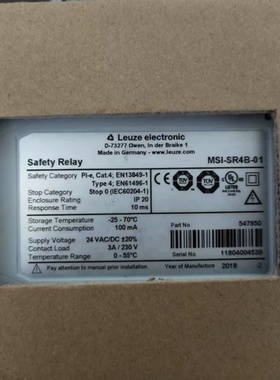 Leuze electronic
D-73277 Owen, in der Braike 1
Made in Germany - www.leuze.com
Safety Relay MSI-SR4B-01
Safety Category Pl-e, Cat.4; EN13849-1
Type 4; EN61496-1
Stop Category Stop 0 (IEC60204-1)
Enclosure Rating IP 20
Response Time 10 ms
Storage Temperature -25 - 70°C
Current Consumption 100 mA
Supply Voltage 24 VAC/DC ±20%
Contact Load 3A / 230 V
Temperature Range 0 - 55°C
Part No 547950
Serial No 11804004539
Pay attention to manual prior installation Year of Manufacture 2018 -2